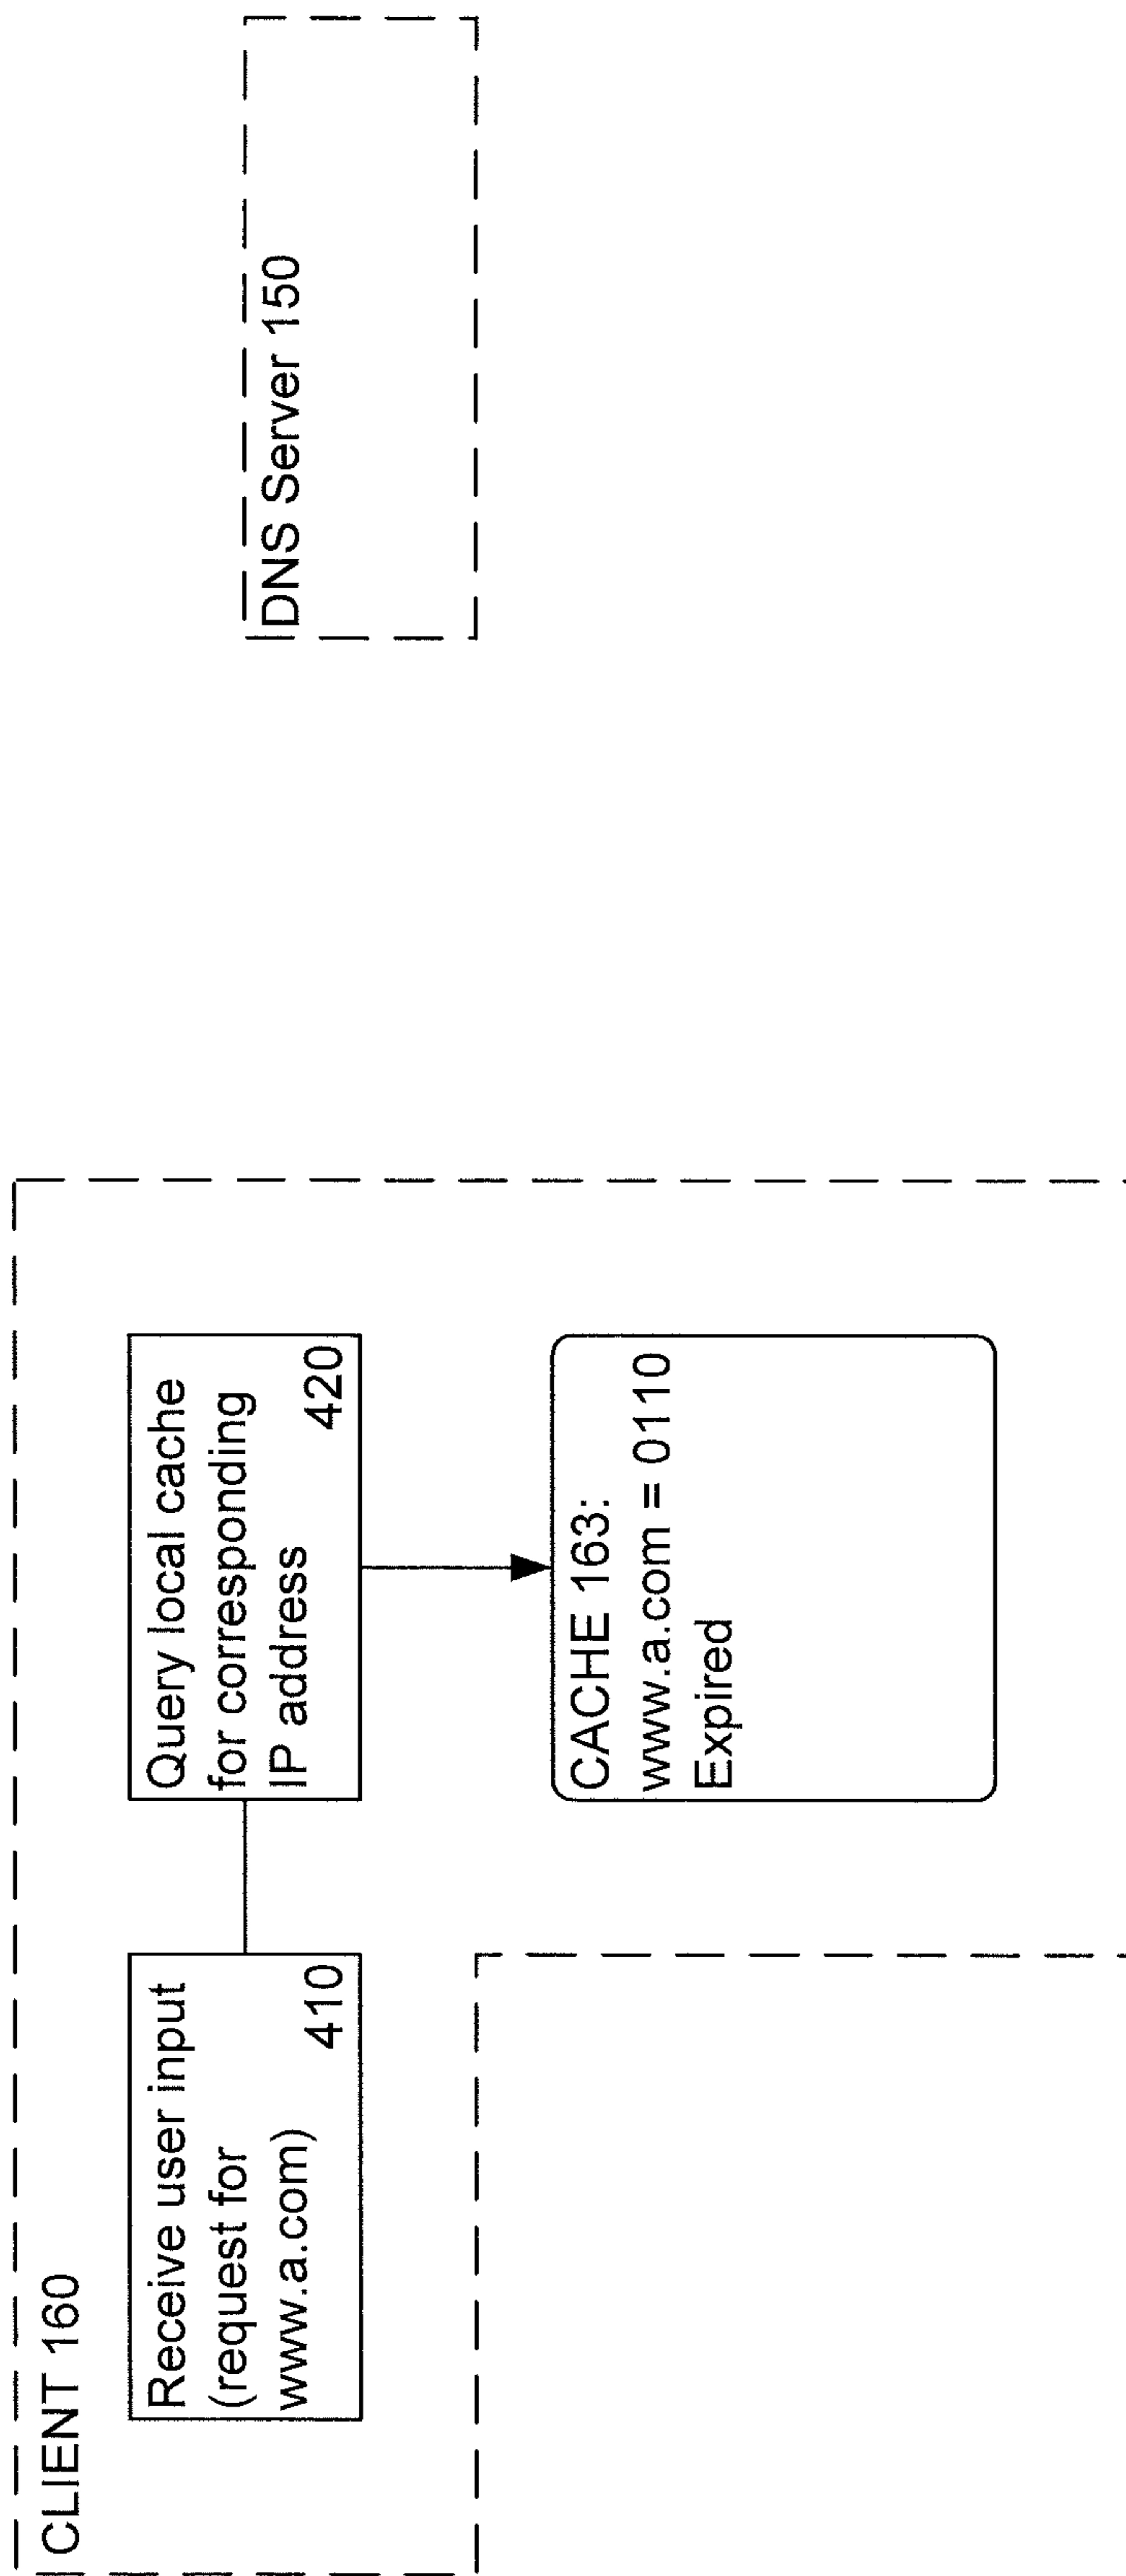 CLIENT 160
Receive user input
(request for
www.a.com)
410
Query local cache
for corresponding
IP address
420
CACHE 163:
www.a.com = 0110
Expired
DNS Server 150